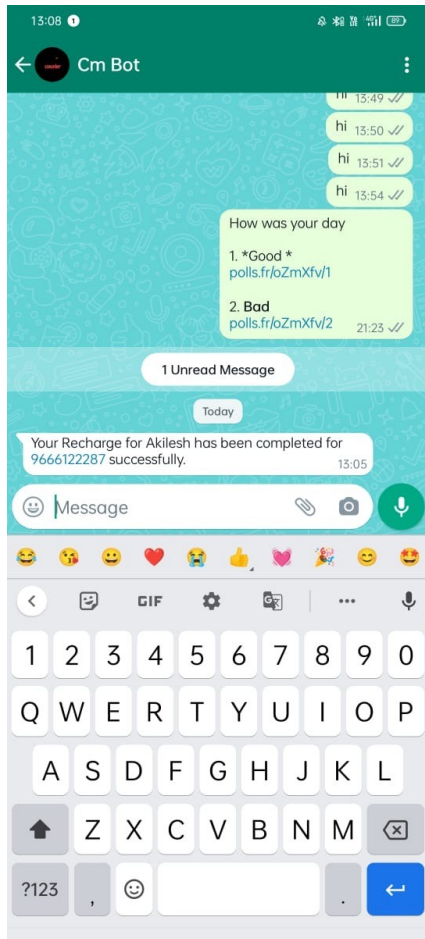 13:08 1
4G+ 89
Cm Bot
hi 13:49
hi 13:50
hi 13:51
hi 13:54
How was your day
1. *Good *
polls.fr/oZmXfv/1
2. Bad
polls.fr/oZmXfv/2 21:23
1 Unread Message
Today
Your Recharge for Akilesh has been completed for
9666122287 successfully.
13:05
Message
GIF
1 2 3 4 5 6 7 8 9 0
Q W E R T Y U I O P
A S D F G H J K L
Z X C V B N M
?123 , .